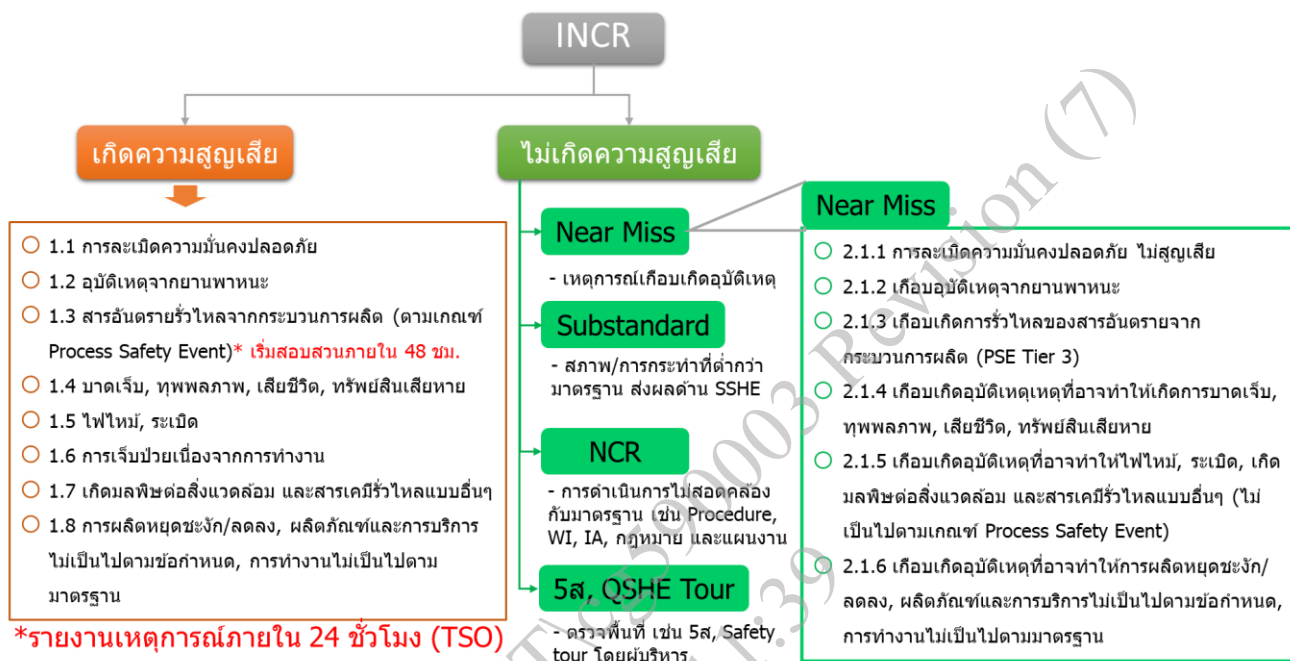 INCR
เกิดความสูญเสีย
ไม่เกิดความสูญเสีย
1.1 การละเมิดความมั่นคงปลอดภัย
1.2 อุบัติเหตุจากยานพาหนะ
1.3 สารอันตรายรั่วไหลจากกระบวนการผลิต (ตามเกณฑ์
Process Safety Event)* เริ่มสอบสวนภายใน 48 ชม.
1.4 บาดเจ็บ, ทุพพลภาพ, เสียชีวิต, ทรัพย์สินเสียหาย
1.5 ไฟไหม้, ระเบิด
1.6 การเจ็บป่วยเนื่องจากการทำงาน
1.7 เกิดมลพิษต่อสิ่งแวดล้อม และสารเคมีรั่วไหลแบบอื่นๆ
1.8 การผลิตหยุดชะงัก/ลดลง, ผลิตภัณฑ์และการบริการ
ไม่เป็นไปตามข้อกำหนด, การทำงานไม่เป็นไปตาม
มาตรฐาน
*รายงานเหตุการณ์ภายใน 24 ชั่วโมง (TSO)
Near Miss
- เหตุการณ์เกือบเกิดอุบัติเหตุ
Substandard
- สภาพ/การกระทำที่ต่ำกว่า
มาตรฐาน ส่งผลด้าน SSHE
NCR
- การดำเนินการไม่สอดคล้อง
กับมาตรฐาน เช่น Procedure,
WI, IA, กฎหมาย และแผนงาน
5ส, QSHE Tour
- ตรวจพื้นที่ เช่น 5ส, Safety
tour โดยผู้บริหาร
Near Miss
2.1.1 การละเมิดความมั่นคงปลอดภัย ไม่สูญเสีย
2.1.2 เกือบอุบัติเหตุจากยานพาหนะ
2.1.3 เกือบเกิดการรั่วไหลของสารอันตรายจาก
กระบวนการผลิต (PSE Tier 3)
2.1.4 เกือบเกิดอุบัติเหตุเหตุที่อาจทำให้เกิดการบาดเจ็บ,
ทุพพลภาพ, เสียชีวิต, ทรัพย์สินเสียหาย
2.1.5 เกือบเกิดอุบัติเหตุที่อาจทำให้ไฟไหม้, ระเบิด, เกิด
มลพิษต่อสิ่งแวดล้อม และสารเคมีรั่วไหลแบบอื่นๆ (ไม่
เป็นไปตามเกณฑ์ Process Safety Event)
2.1.6 เกือบเกิดอุบัติเหตุที่อาจทำให้การผลิตหยุดชะงัก/
ลดลง, ผลิตภัณฑ์และการบริการไม่เป็นไปตามข้อกำหนด,
การทำงานไม่เป็นไปตามมาตรฐาน
T\cg590003 Revision (7)
1:39